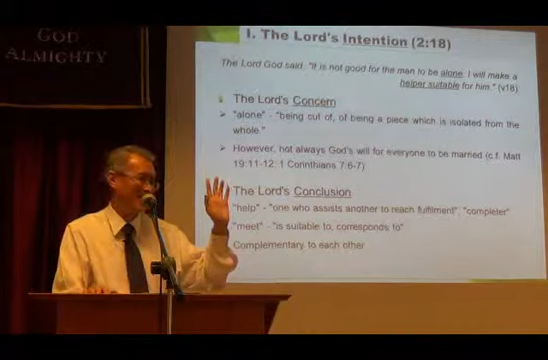 GOD
ALMIGHTY
I. The Lord's Intention (2:18)
The Lord God said. "It is not good for the man to be alone. I will make a
helper suitable for him." (v18)
The Lord's Concern
"alone" - "being cut of, of being a piece which is isolated from the
whole."
However, not always God's will for everyone to be married (c.f. Matt
19:11-12; 1 Corinthians 7:6-7)
The Lord's Conclusion
"help" - "one who assists another to reach fulfilment", "completer"
"meet" - "is suitable to, corresponds to"
Complementary to each other